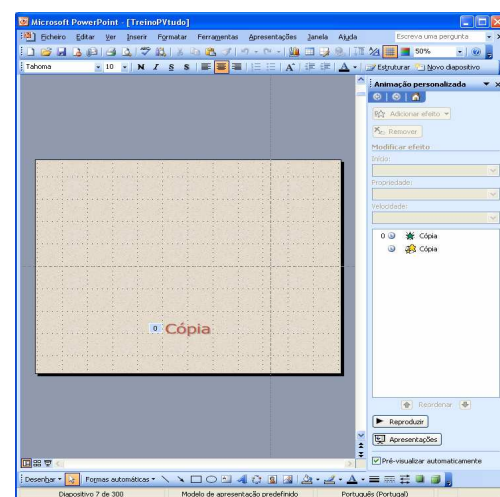 Microsoft PowerPoint - [TreinoPVtudo]
Ficheiro Editar Ver Inserir Formatar Ferramentas Apresentações Janela Ajuda Escreva uma pergunta
50%
Tahoma 10 N I S S Estruturar Novo diapositivo
Animação personalizada
Adicionar efeito
Remover
Modificar efeito
Início:
Propriedade:
Velocidade:
0 Cópia
Cópia
0 Cópia
Reordenar
Reproduzir
Apresentações
Pré-visualizar automaticamente
Desenhar Formas automáticas
Diapositivo 7 de 300 Modelo de apresentação predefinido Português (Portugal)